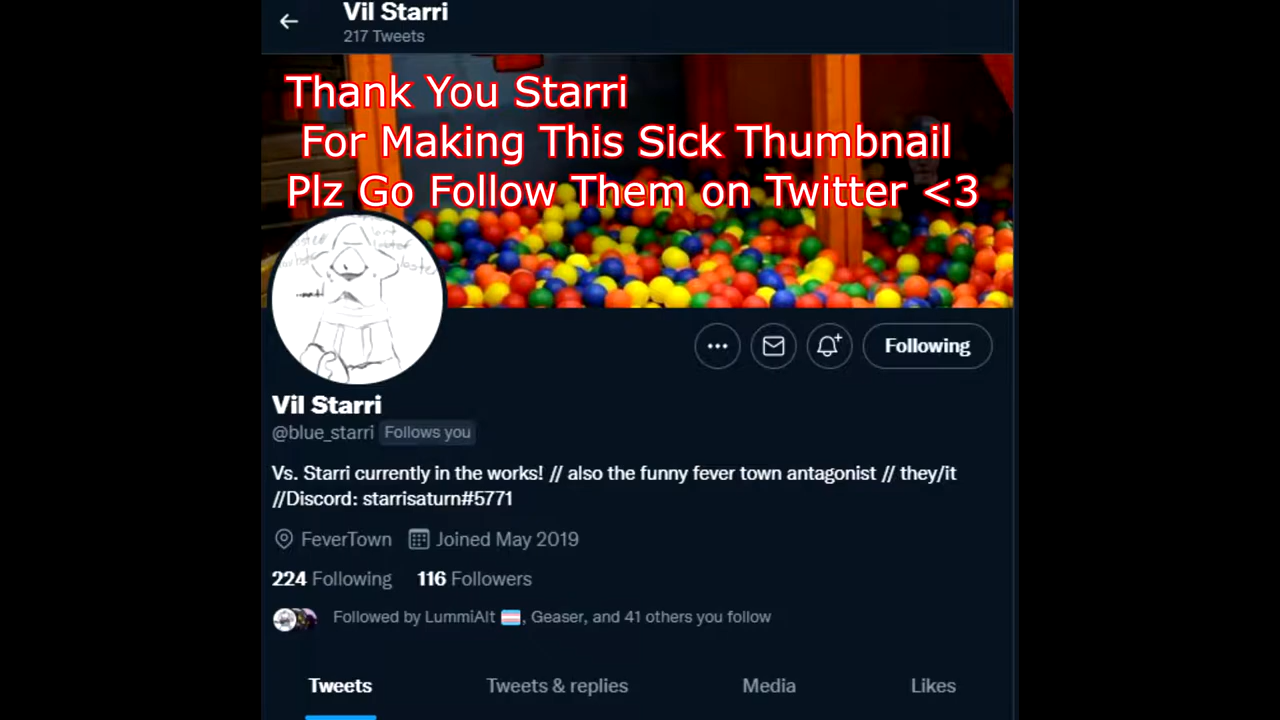 Vil Starri
217 Tweets
Thank You Starri
For Making This Sick Thumbnail
Plz Go Follow Them on Twitter <3
Following
Vil Starri
@blue_starri Follows you
Vs. Starri currently in the works! // also the funny fever town antagonist // they/it
//Discord: starrisaturn#5771
FeverTown Joined May 2019
224 Following 116 Followers
Followed by LummiAlt 🏳️‍⚧️, Geaser, and 41 others you follow
Tweets Tweets & replies Media Likes